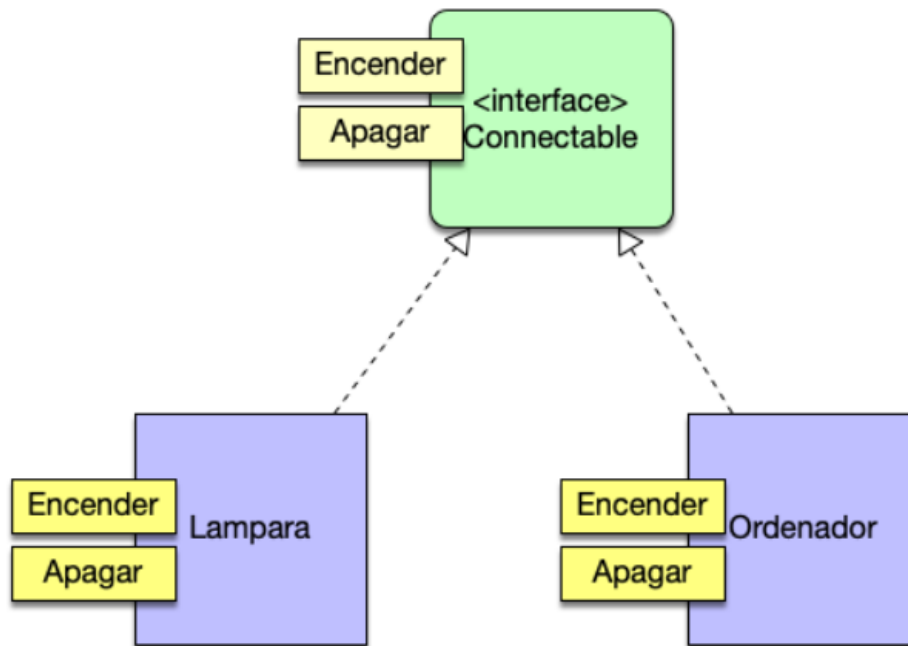 Encender
Apagar
<interface>
Connectable
Encender
Apagar
Lampara
Encender
Apagar
Ordenador